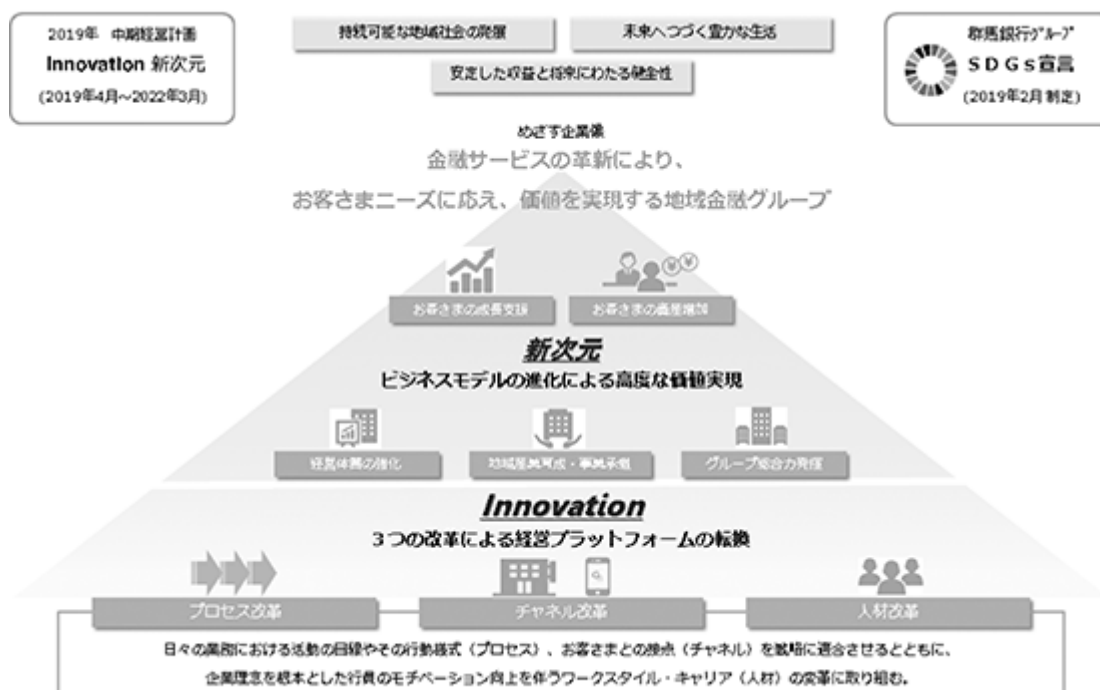 2019年 中期経営計画
Innovation 新次元
(2019年4月～2022年3月)
持続可能な地域社会の発展
未来へつづく豊かな生活
安定した収益と将来にわたる健全性
群馬銀行グループ
SDGs宣言
(2019年2月制定)
めざす企業像
金融サービスの革新により、
お客さまニーズに応え、価値を実現する地域金融グループ
お客さまの成長支援
お客さまの資産増加
新次元
ビジネスモデルの進化による高度な価値実現
経営体質の強化
地域産業育成・事業承継
グループ総合力発揮
Innovation
3つの改革による経営プラットフォームの転換
プロセス改革
チャネル改革
人材改革
日々の業務における活動の目線やその行動様式（プロセス）、お客さまとの接点（チャネル）を戦略に適合させるとともに、
企業理念を根本とした行員のモチベーション向上を伴うワークスタイル・キャリア（人材）の変革に取り組む。